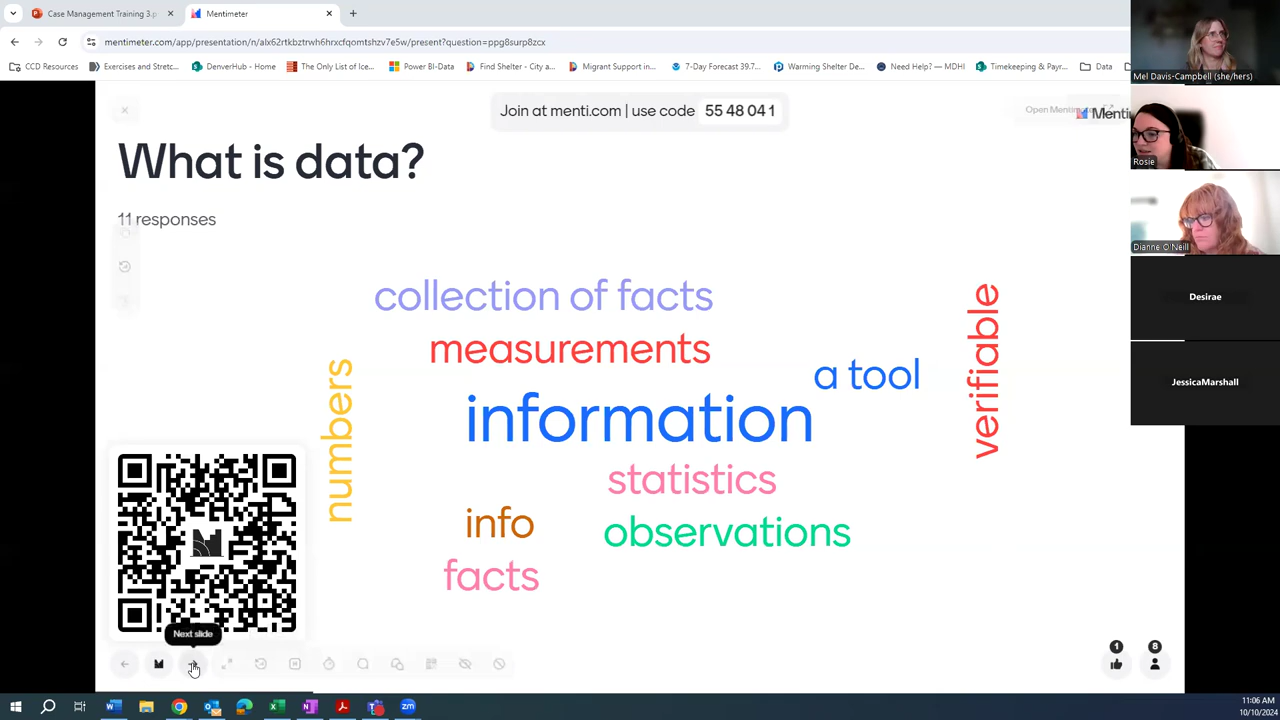 Case Management Training 3.p
Mentimeter
mentimeter.com/app/presentation/n/alx62rtkbztrwh6hrxcfqomtshzv7e5w/present?question=ppg8surp8zcx
CCD Resources
Exercises and Stretc...
DenverHub - Home
The Only List of Ice...
Power BI-Data
Find Shelter - City a...
Migrant Support in...
7-Day Forecast 39.7...
Warming Shelter De...
Need Help? — MDHI
Timekeeping & Payr...
Data
Mel Davis-Campbell (she/hers)
Join at menti.com | use code 55 48 04 1
Open Mentim
Menti
What is data?
11 responses
Rosie
Dianne O'Neill
Desirae
JessicaMarshall
collection of facts
measurements
a tool
verifiable
numbers
information
statistics
info
observations
facts
Next slide
1
8
11:06 AM
10/10/2024